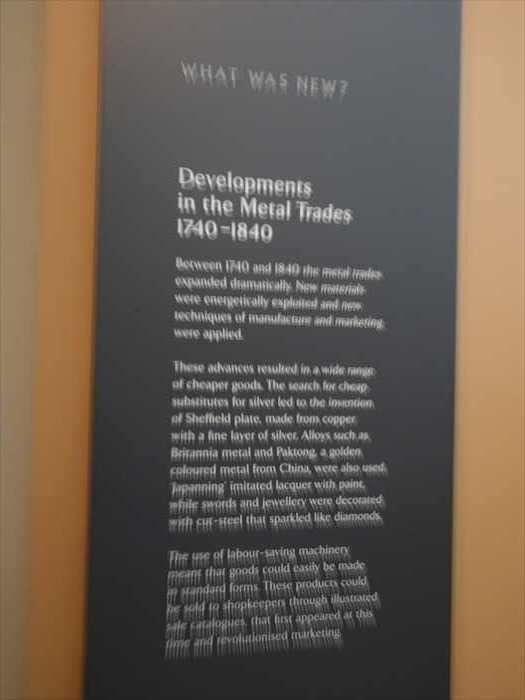 WHAT WAS NEW?
Developments
in the Metal Trades
1740-1840
Between 1740 and 1840 the metal trades
expanded dramatically. New materials
were energetically exploited and new
techniques of manufacture and marketing
were applied.
These advances resulted in a wide range
of cheaper goods. The search for cheap
substitutes for silver led to the invention
of Sheffield plate, made from copper
with a fine layer of silver. Alloys such as
Britannia metal and Paktong, a golden
coloured metal from China, were also used.
'Japanning' imitated lacquer with paint,
while swords and jewellery were decorated
with cut-steel that sparkled like diamonds.
The use of labour-saving machinery
meant that goods could easily be made
in standard forms. These products could
be sold to shopkeepers through illustrated
sale catalogues, that first appeared at this
time and revolutionised marketing.